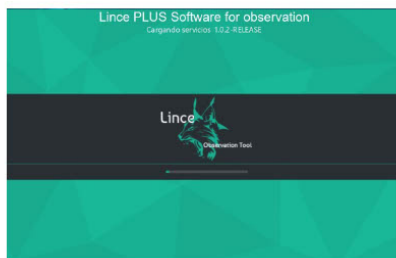 Lince PLUS Software for observation
Cargando servicios 1.0.2-RELEASE
Lince
Observation Tool